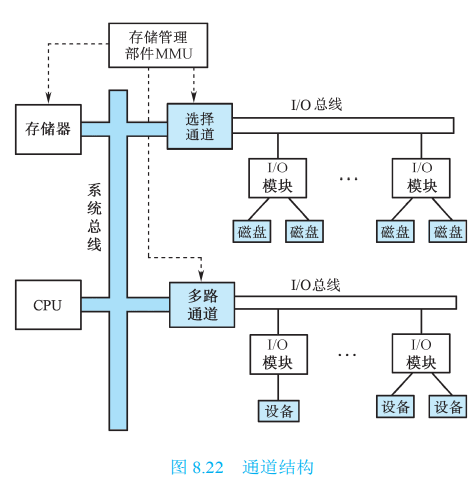 存储管理
部件MMU
存储器
选择
通道
I/O 总线
I/O
模块
···
I/O
模块
磁盘
磁盘
磁盘
磁盘
系统总线
CPU
多路
通道
I/O总线
I/O
模块
···
I/O
模块
设备
设备
设备
图 8.22 通道结构